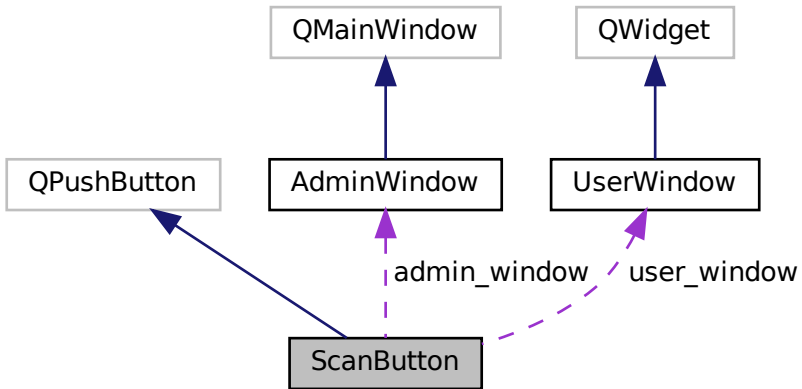 QMainWindow
QWidget
QPushButton
AdminWindow
UserWindow
admin_window
user_window
ScanButton